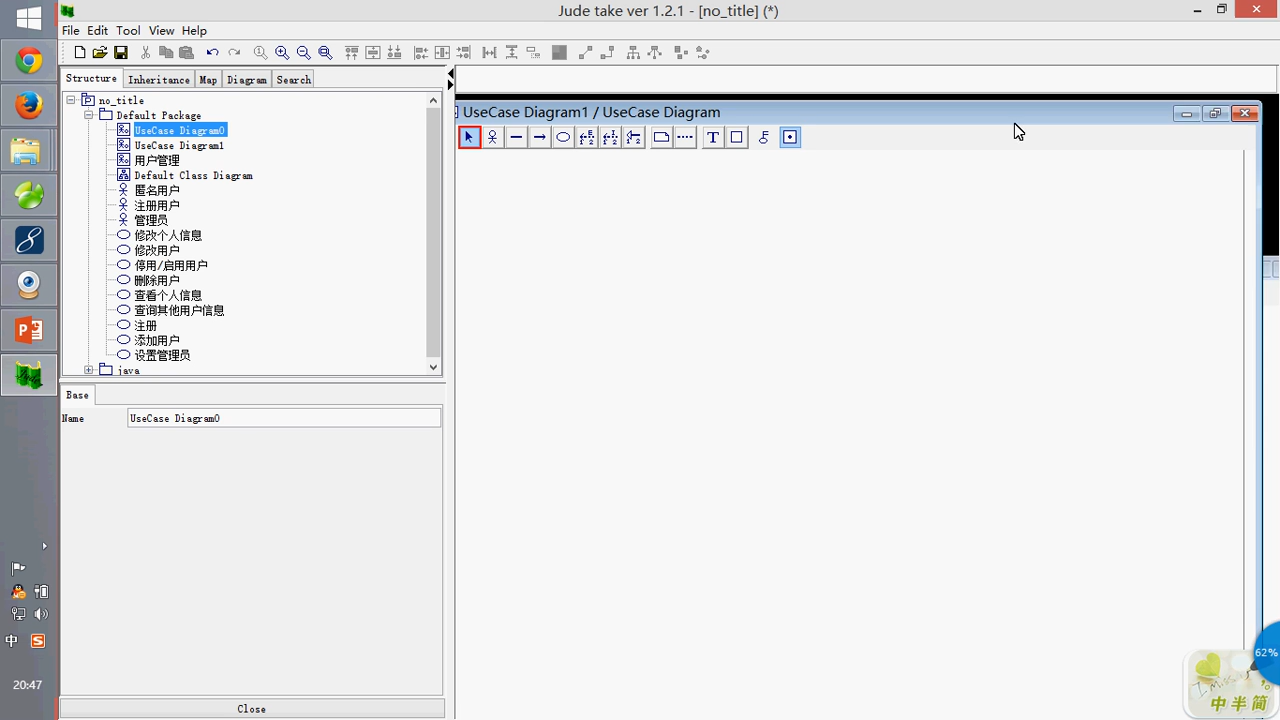 Jude take ver 1.2.1 - [no_title] (*)
File Edit Tool View Help
Structure Inheritance Map Diagram Search
no_title
Default Package
UseCase Diagram0
UseCase Diagram1
用户管理
Default Class Diagram
匿名用户
注册用户
管理员
修改个人信息
修改用户
停用/启用用户
删除用户
查看个人信息
查询其他用户信息
注册
添加用户
设置管理员
java
Base
Name UseCase Diagram0
Close
UseCase Diagram1 / UseCase Diagram
T
62%
中半简
中
20:47